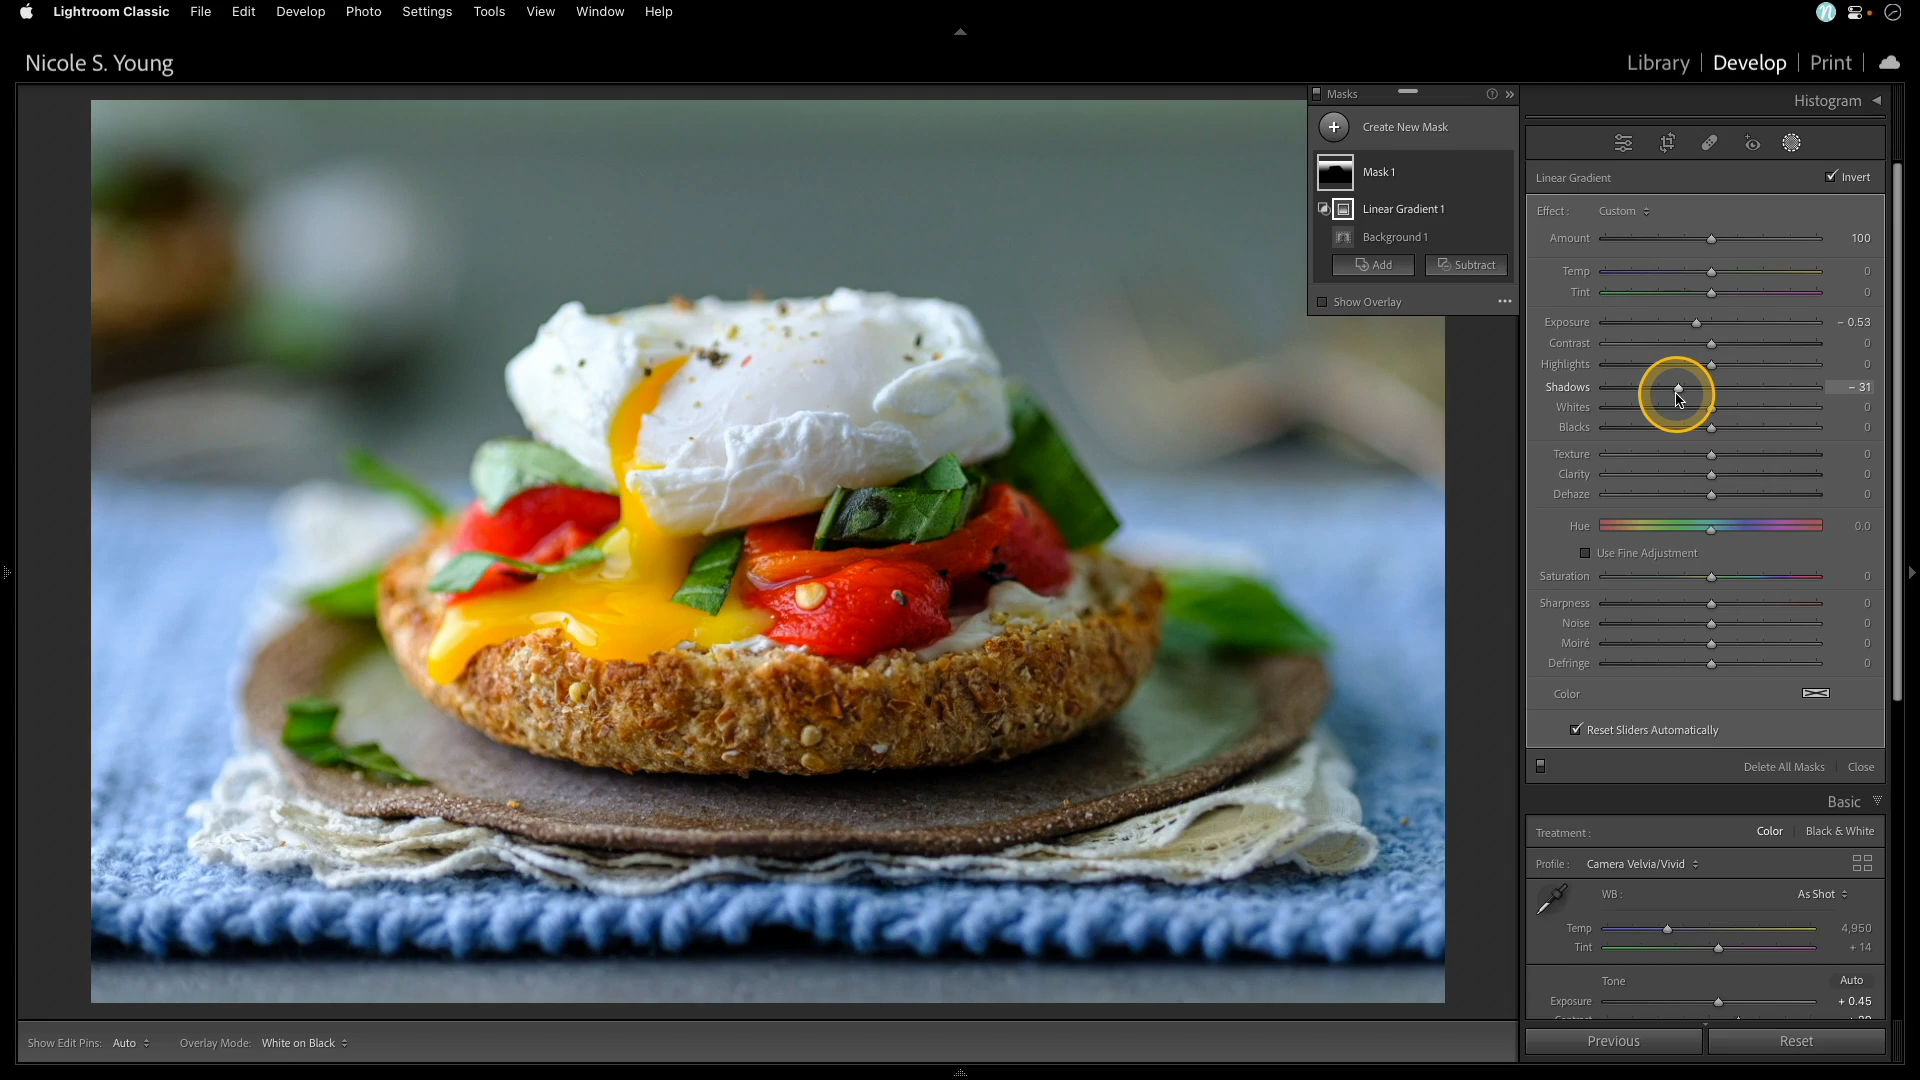 Lightroom Classic File Edit Develop Photo Settings Tools View Window Help
Nicole S. Young
Library | Develop | Print |
Histogram
Masks
Create New Mask
Mask 1
Linear Gradient 1
Background 1
Add Subtract
Show Overlay
Linear Gradient Invert
Effect : Custom
Amount 100
Temp 0
Tint 0
Exposure – 0.53
Contrast 0
Highlights 0
Shadows – 31
Whites 0
Blacks 0
Texture 0
Clarity 0
Dehaze 0
Hue 0.0
Use Fine Adjustment
Saturation 0
Sharpness 0
Noise 0
Moiré 0
Defringe 0
Color
Reset Sliders Automatically
Delete All Masks Close
Basic
Treatment : Color Black & White
Profile : Camera Velvia/Vivid
WB : As Shot
Temp 4,950
Tint + 14
Tone Auto
Exposure + 0.45
Previous Reset
Show Edit Pins: Auto Overlay Mode: White on Black